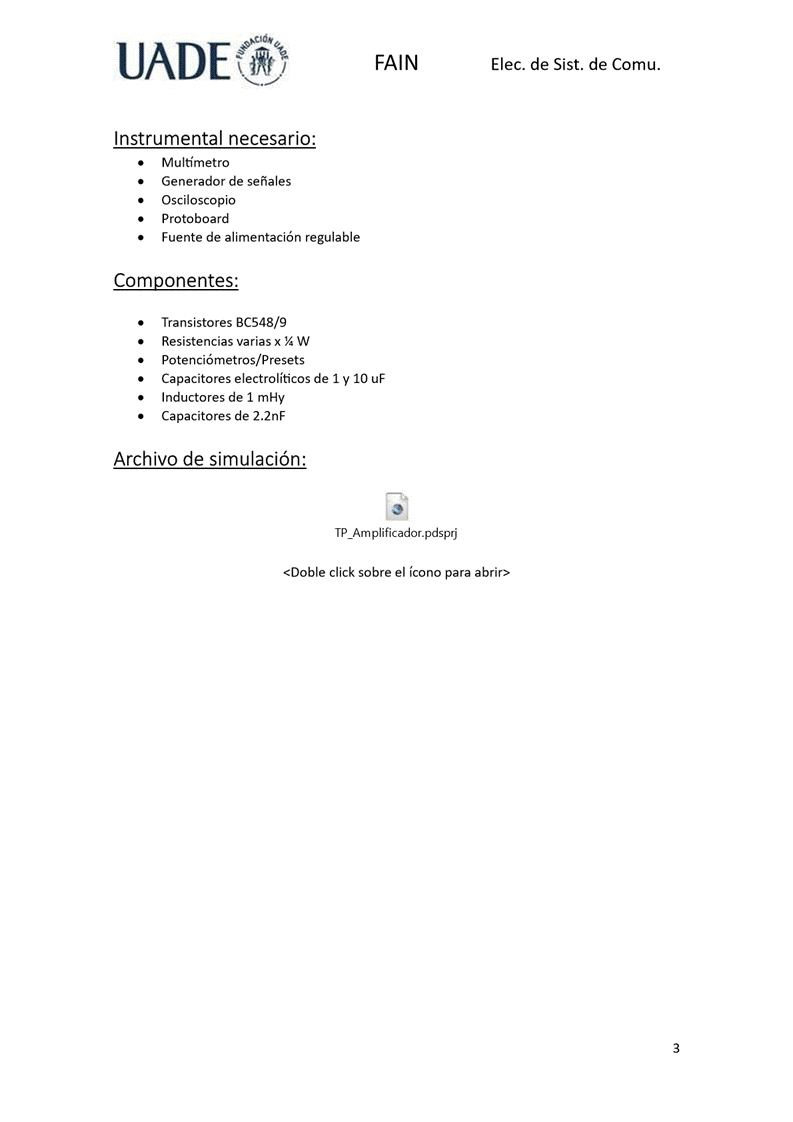 UADE FUNDACIÓN UADE FAIN Elec. de Sist. de Comu.
Instrumental necesario:
• Multímetro
• Generador de señales
• Osciloscopio
• Protoboard
• Fuente de alimentación regulable
Componentes:
• Transistores BC548/9
• Resistencias varias x ¼ W
• Potenciómetros/Presets
• Capacitores electrolíticos de 1 y 10 uF
• Inductores de 1 mHy
• Capacitores de 2.2nF
Archivo de simulación:
TP_Amplificador.pdsprj
<Doble click sobre el ícono para abrir>
3